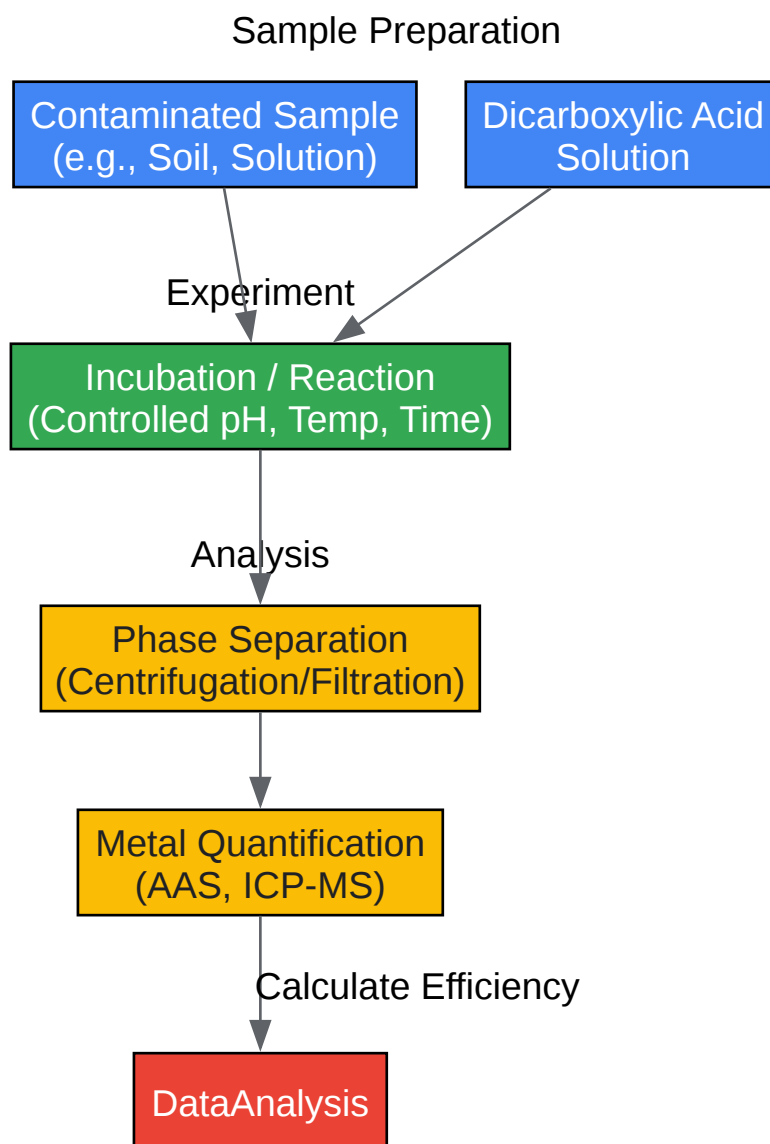 Sample Preparation
Contaminated Sample
(e.g., Soil, Solution)
Dicarboxylic Acid
Solution
Experiment
Incubation / Reaction
(Controlled pH, Temp, Time)
Analysis
Phase Separation
(Centrifugation/Filtration)
Metal Quantification
(AAS, ICP-MS)
Calculate Efficiency
DataAnalysis